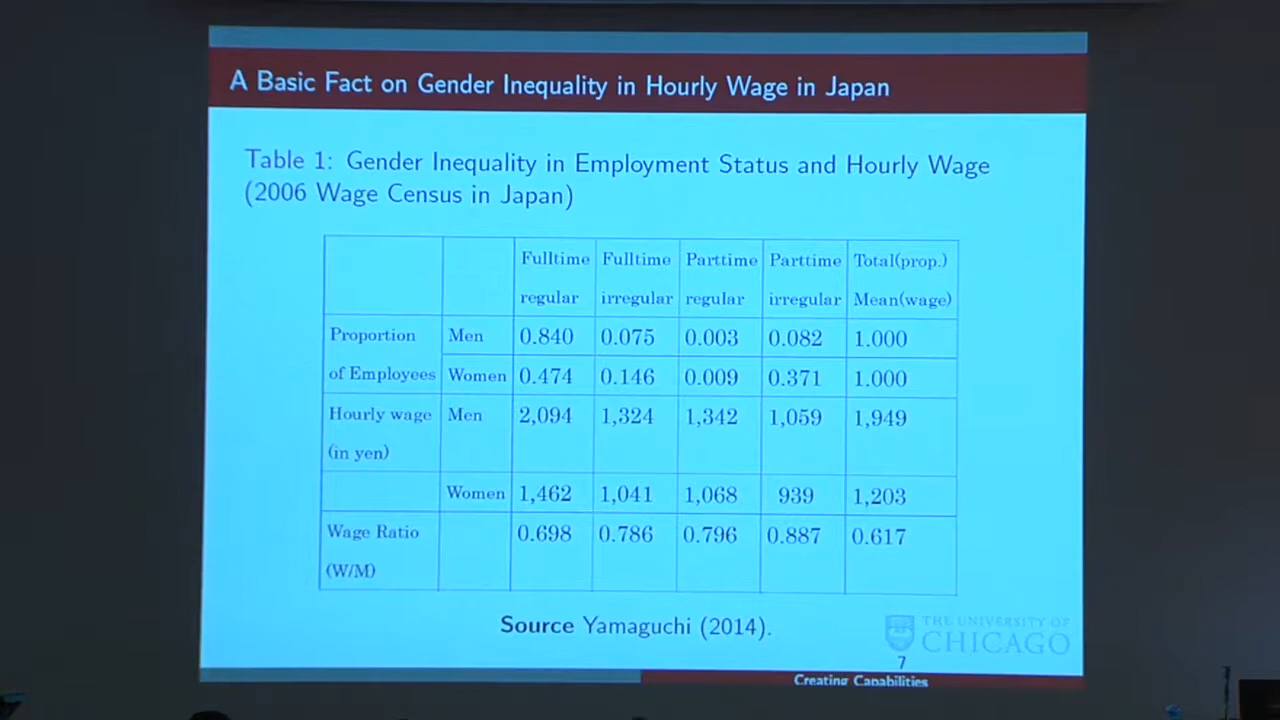 A Basic Fact on Gender Inequality in Hourly Wage in Japan
Table 1: Gender Inequality in Employment Status and Hourly Wage
(2006 Wage Census in Japan)
Fulltime Fulltime Parttime Parttime Total(prop.)
regular irregular regular irregular Mean(wage)
Proportion Men 0.840 0.075 0.003 0.082 1.000
of Employees Women 0.474 0.146 0.009 0.371 1.000
Hourly wage Men 2,094 1,324 1,342 1,059 1,949
(in yen)
Women 1,462 1,041 1,068 939 1,203
Wage Ratio 0.698 0.786 0.796 0.887 0.617
(W/M)
Source Yamaguchi (2014).
THE UNIVERSITY OF
CHICAGO
7
Creating Capabilities